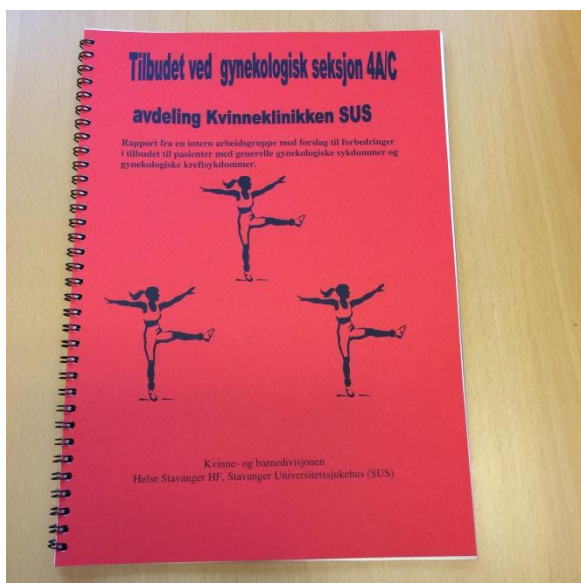 Tilbudet ved gynekologisk seksjon 4A/C
avdeling Kvinneklinikken SUS
Rapport fra en intern arbeidsgruppe med forslag til forbedringer
i tilbudet til pasienter med generelle gynekologiske sykdommer og
gynekologiske kreftsykdommer.
Kvinne- og barnedivisjonen
Helse Stavanger HF, Stavanger Universitetssjukehus (SUS)